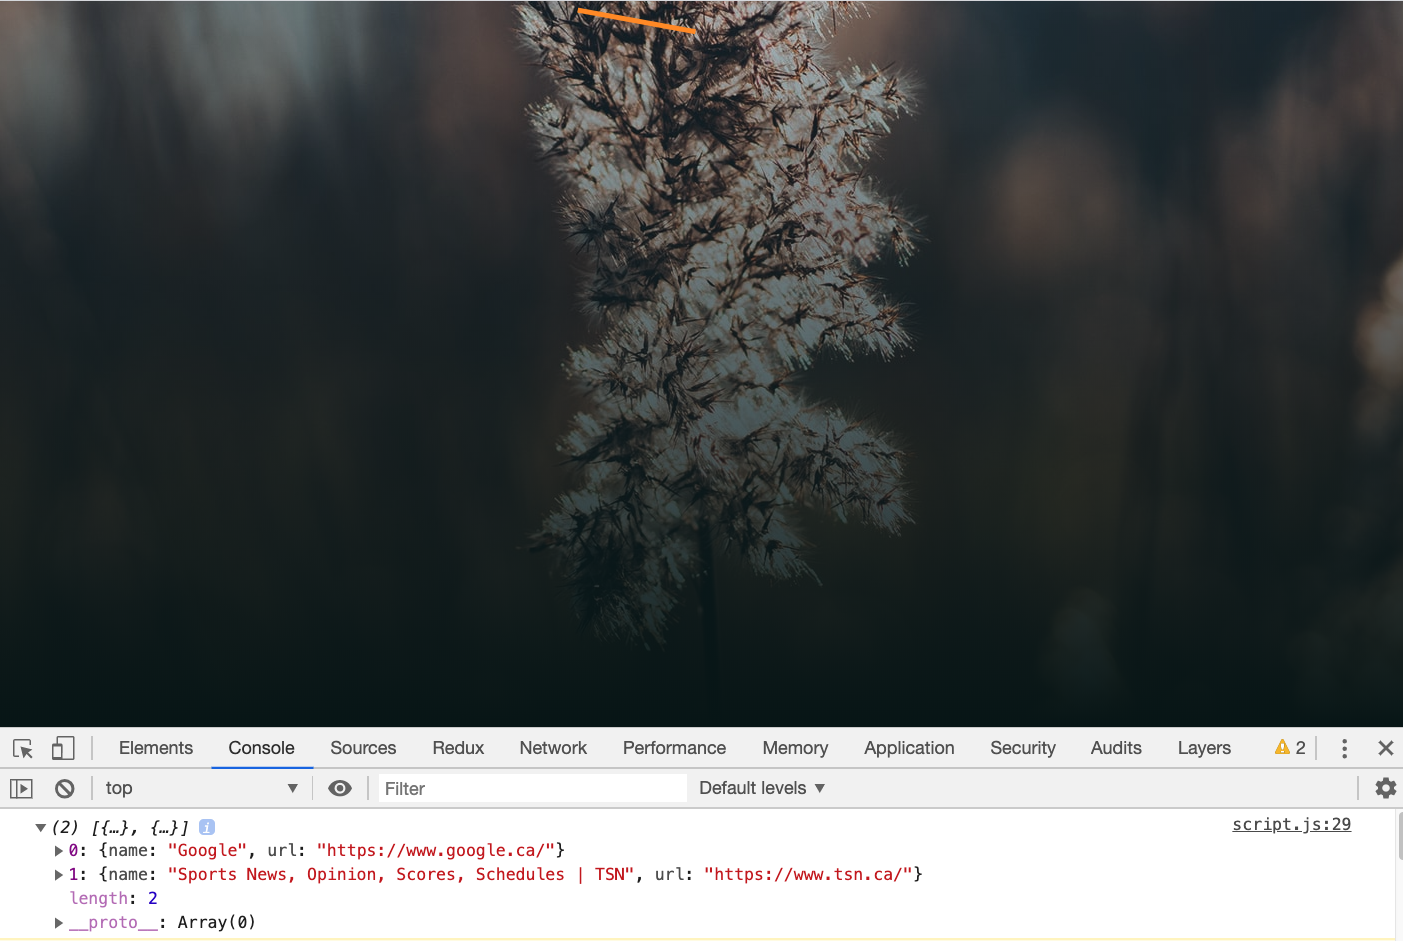 Elements Console Sources Redux Network Performance Memory Application Security Audits Layers 2
top Filter Default levels
(2) [{…}, {…}] i script.js:29
0: {name: "Google", url: "https://www.google.ca/"}
1: {name: "Sports News, Opinion, Scores, Schedules | TSN", url: "https://www.tsn.ca/"}
length: 2
__proto__: Array(0)